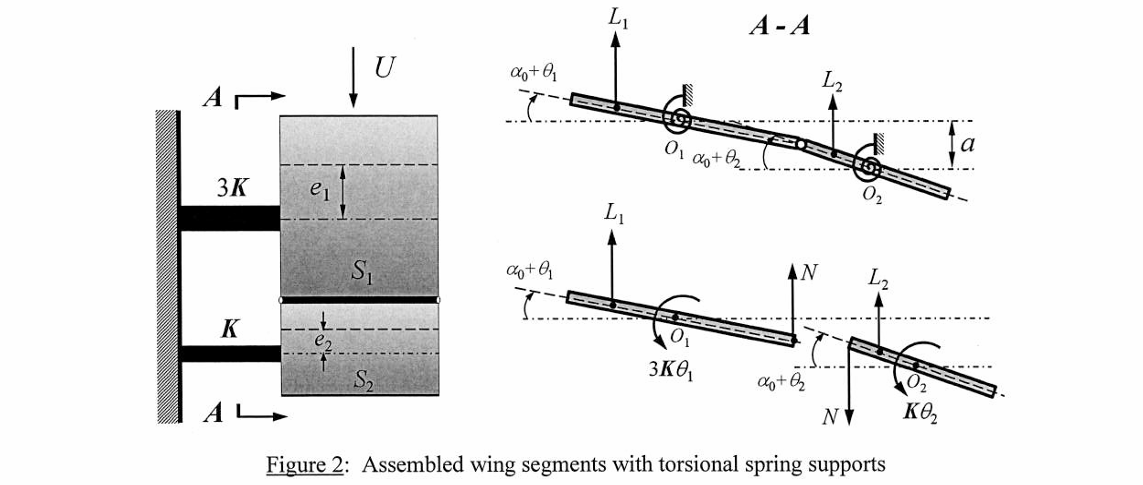 A
U
3K
e₁
S₁
K
e₂
S₂
A
A - A
L₁
α₀+θ₁
L₂
O₁
α₀+θ₂
a
O₂
L₁
α₀+θ₁
N
L₂
O₁
3Kθ₁
α₀+θ₂
O₂
N
Kθ₂
Figure 2: Assembled wing segments with torsional spring supports